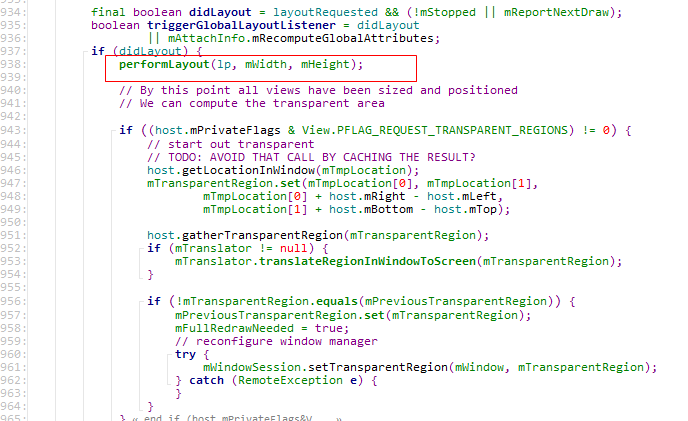 934: final boolean didLayout = layoutRequested && (!mStopped || mReportNextDraw);
935: boolean triggerGlobalLayoutListener = didLayout
936: || mAttachInfo.mRecomputeGlobalAttributes;
937: if (didLayout) {
938: performLayout(lp, mWidth, mHeight);
939:
940: // By this point all views have been sized and positioned
941: // We can compute the transparent area
942:
943: if ((host.mPrivateFlags & View.PFLAG_REQUEST_TRANSPARENT_REGIONS) != 0) {
944: // start out transparent
945: // TODO: AVOID THAT CALL BY CACHING THE RESULT?
946: host.getLocationInWindow(mTmpLocation);
947: mTransparentRegion.set(mTmpLocation[0], mTmpLocation[1],
948: mTmpLocation[0] + host.mRight - host.mLeft,
949: mTmpLocation[1] + host.mBottom - host.mTop);
950:
951: host.gatherTransparentRegion(mTransparentRegion);
952: if (mTranslator != null) {
953: mTranslator.translateRegionInWindowToScreen(mTransparentRegion);
954: }
955:
956: if (!mTransparentRegion.equals(mPreviousTransparentRegion)) {
957: mPreviousTransparentRegion.set(mTransparentRegion);
958: mFullRedrawNeeded = true;
959: // reconfigure window manager
960: try {
961: mWindowSession.setTransparentRegion(mWindow, mTransparentRegion);
962: } catch (RemoteException e) {
963: }
964: }
965: } « end if (host.mPrivateFlags&V... »